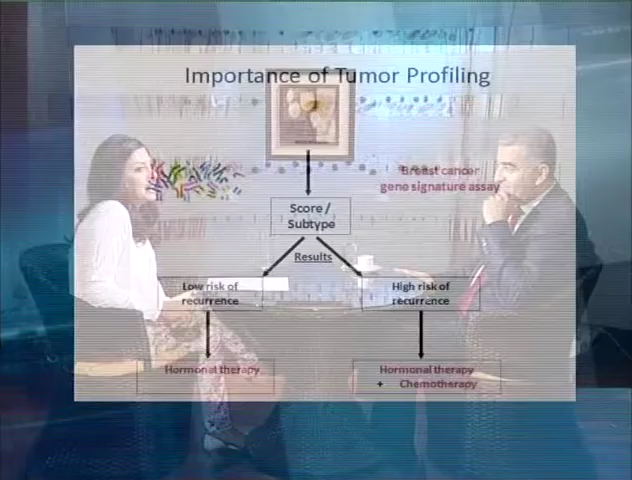 Importance of Tumor Profiling
Breast cancer
gene signature assay
Score /
Subtype
Results
Low risk of
recurrence
High risk of
recurrence
Hormonal therapy
Hormonal therapy
+ Chemotherapy